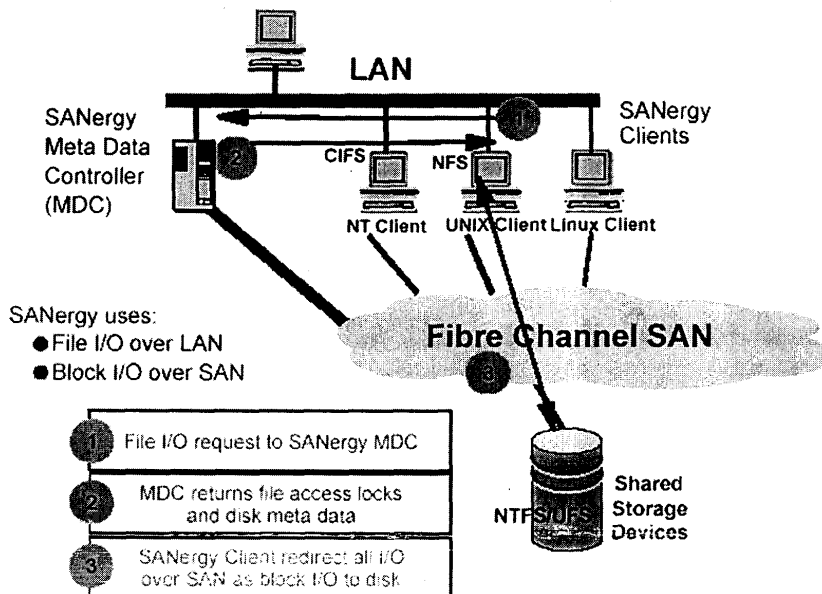 LAN
SANergy
Meta Data
Controller
(MDC)
1
SANergy
Clients
2
CIFS
NFS
NT Client
UNIX Client
Linux Client
SANergy uses:
● File I/O over LAN
● Block I/O over SAN
Fibre Channel SAN
3
1 File I/O request to SANergy MDC
2 MDC returns file access locks
and disk meta data
3 SANergy Client redirect all I/O
over SAN as block I/O to disk
NTFS/UFS
Shared
Storage
Devices